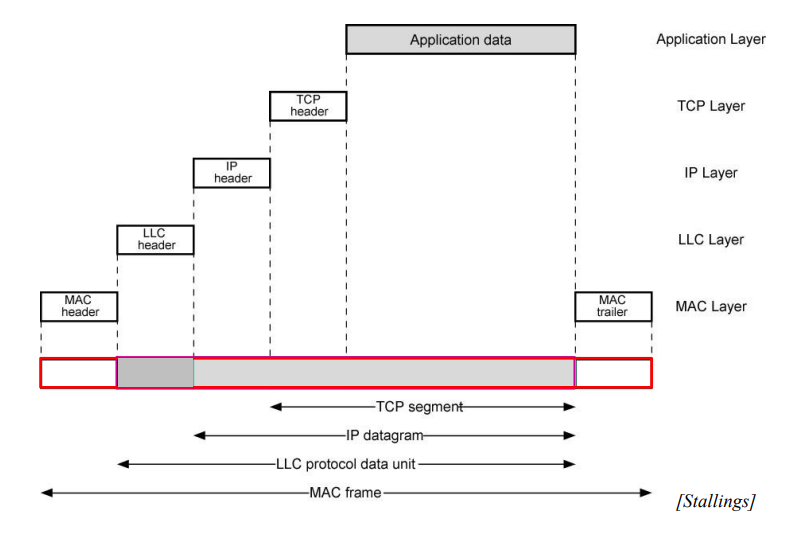 Application data
Application Layer
TCP
header
TCP Layer
IP
header
IP Layer
LLC
header
LLC Layer
MAC
header
MAC
trailer
MAC Layer
TCP segment
IP datagram
LLC protocol data unit
MAC frame
[Stallings]